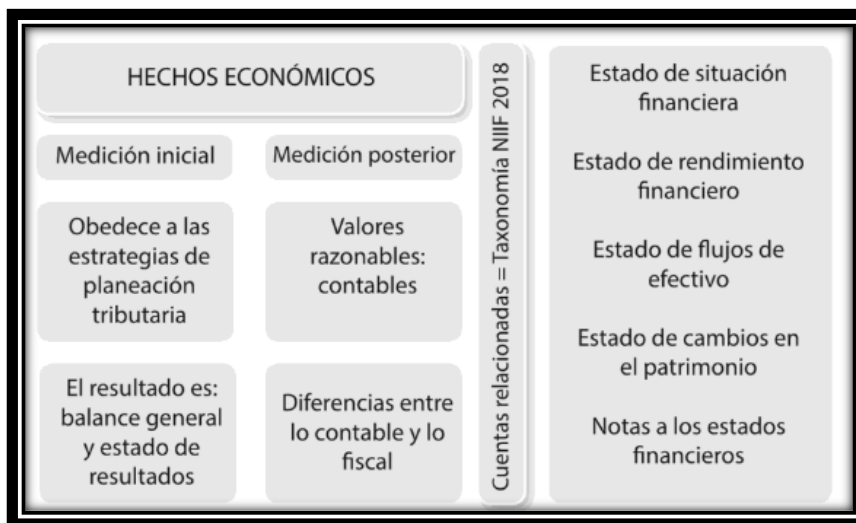 HECHOS ECONÓMICOS
Medición inicial
Medición posterior
Obedece a las
estrategias de
planeación
tributaria
Valores
razonables:
contables
El resultado es:
balance general
y estado de
resultados
Diferencias entre
lo contable y lo
fiscal
Cuentas relacionadas = Taxonomía NIIF 2018
Estado de situación
financiera
Estado de rendimiento
financiero
Estado de flujos de
efectivo
Estado de cambios en
el patrimonio
Notas a los estados
financieros